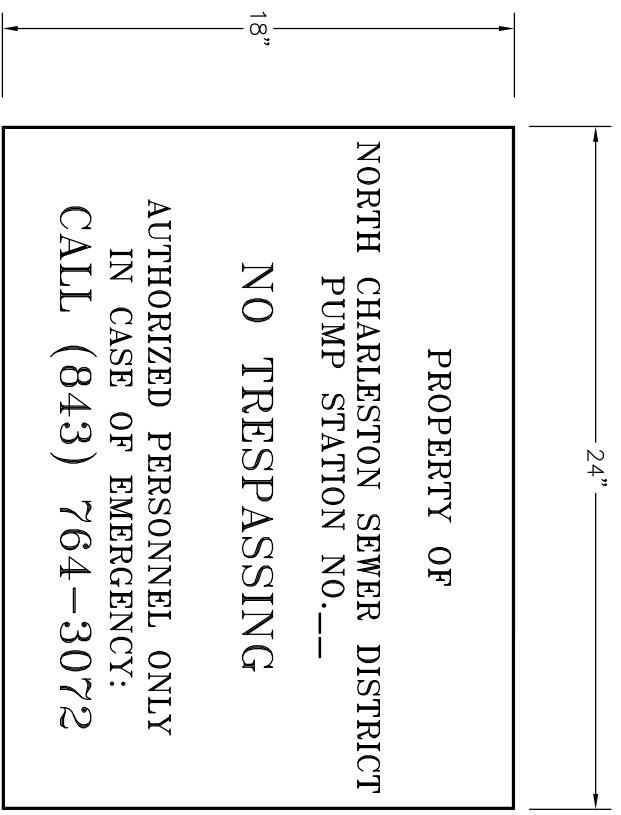 24"
18"
PROPERTY OF
NORTH CHARLESTON SEWER DISTRICT
PUMP STATION NO.__
NO TRESPASSING
AUTHORIZED PERSONNEL ONLY
IN CASE OF EMERGENCY:
CALL (843) 764-3072